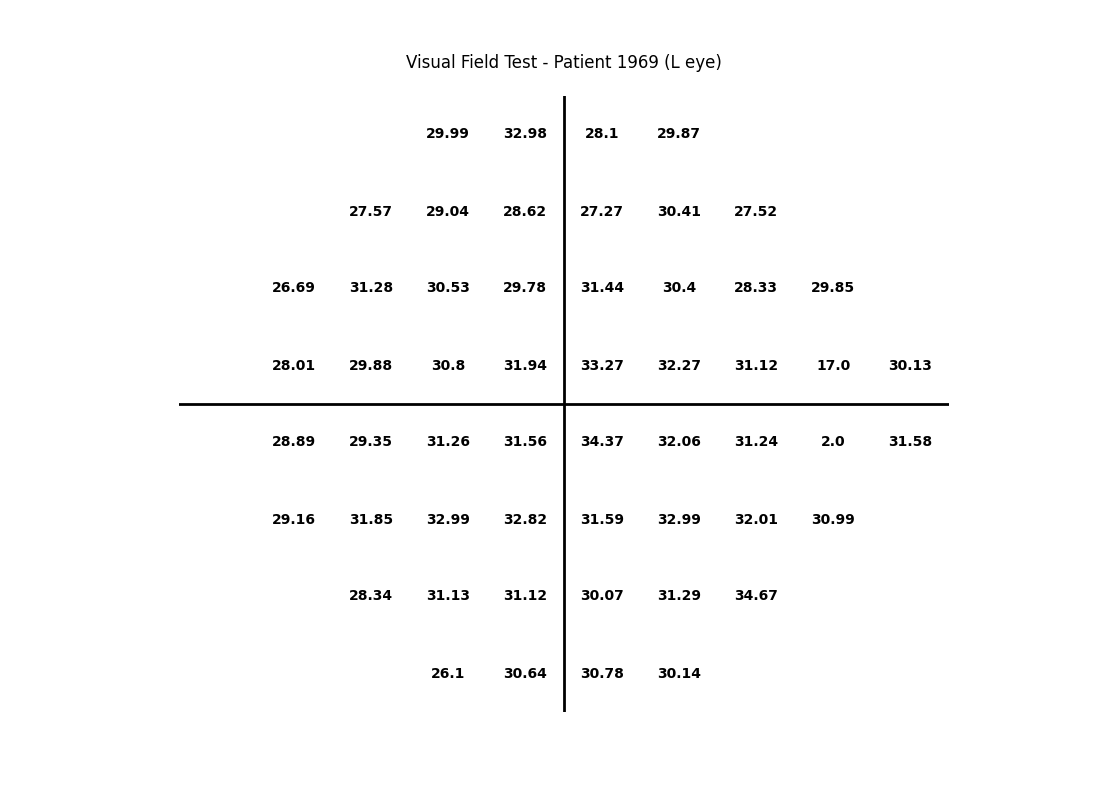 Visual Field Test - Patient 1969 (L eye)
29.99 32.98 28.1 29.87
27.57 29.04 28.62 27.27 30.41 27.52
26.69 31.28 30.53 29.78 31.44 30.4 28.33 29.85
28.01 29.88 30.8 31.94 33.27 32.27 31.12 17.0 30.13
28.89 29.35 31.26 31.56 34.37 32.06 31.24 2.0 31.58
29.16 31.85 32.99 32.82 31.59 32.99 32.01 30.99
28.34 31.13 31.12 30.07 31.29 34.67
26.1 30.64 30.78 30.14